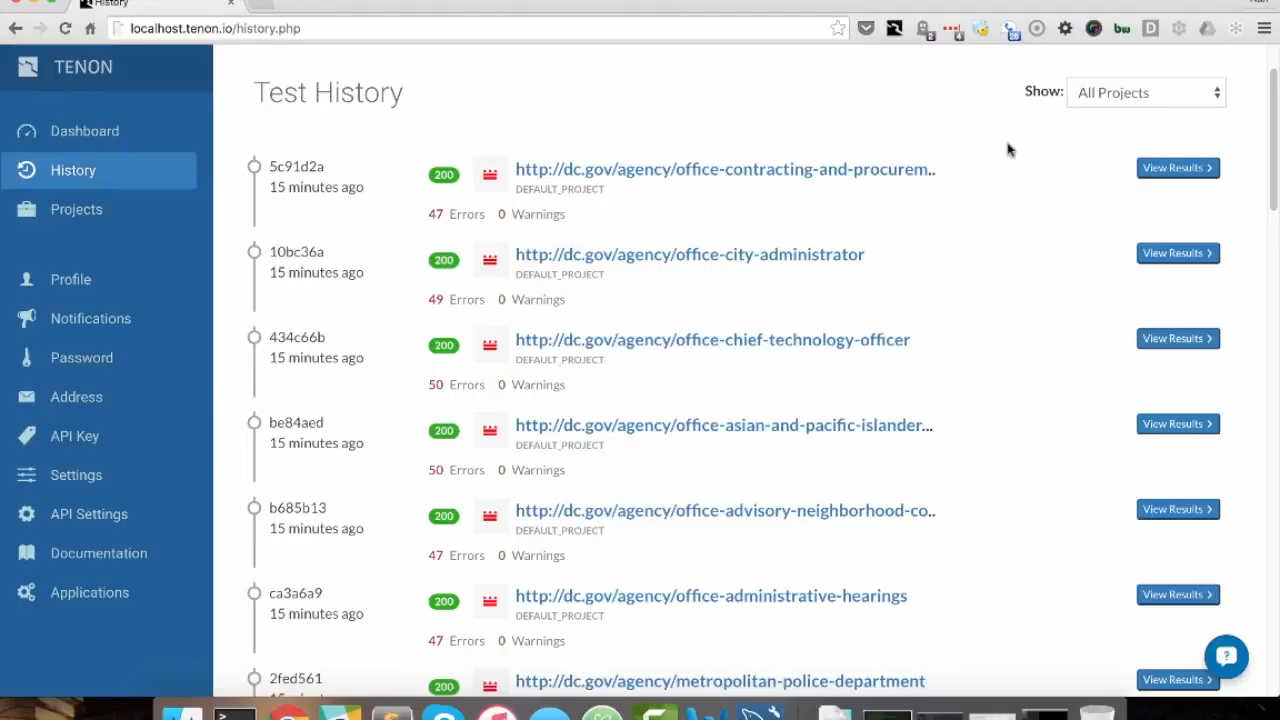 History
localhost.tenon.io/history.php
2
4
28
bw
D
TENON
Dashboard
History
Projects
Profile
Notifications
Password
Address
API Key
Settings
API Settings
Documentation
Applications
Test History
Show: All Projects
5c91d2a
15 minutes ago
200
http://dc.gov/agency/office-contracting-and-procurem..
DEFAULT_PROJECT
47 Errors 0 Warnings
View Results >
10bc36a
15 minutes ago
200
http://dc.gov/agency/office-city-administrator
DEFAULT_PROJECT
49 Errors 0 Warnings
View Results >
434c66b
15 minutes ago
200
http://dc.gov/agency/office-chief-technology-officer
DEFAULT_PROJECT
50 Errors 0 Warnings
View Results >
be84aed
15 minutes ago
200
http://dc.gov/agency/office-asian-and-pacific-islander...
DEFAULT_PROJECT
50 Errors 0 Warnings
View Results >
b685b13
15 minutes ago
200
http://dc.gov/agency/office-advisory-neighborhood-co..
DEFAULT_PROJECT
47 Errors 0 Warnings
View Results >
ca3a6a9
15 minutes ago
200
http://dc.gov/agency/office-administrative-hearings
DEFAULT_PROJECT
47 Errors 0 Warnings
View Results >
2fed561
200
http://dc.gov/agency/metropolitan-police-department
View Results >